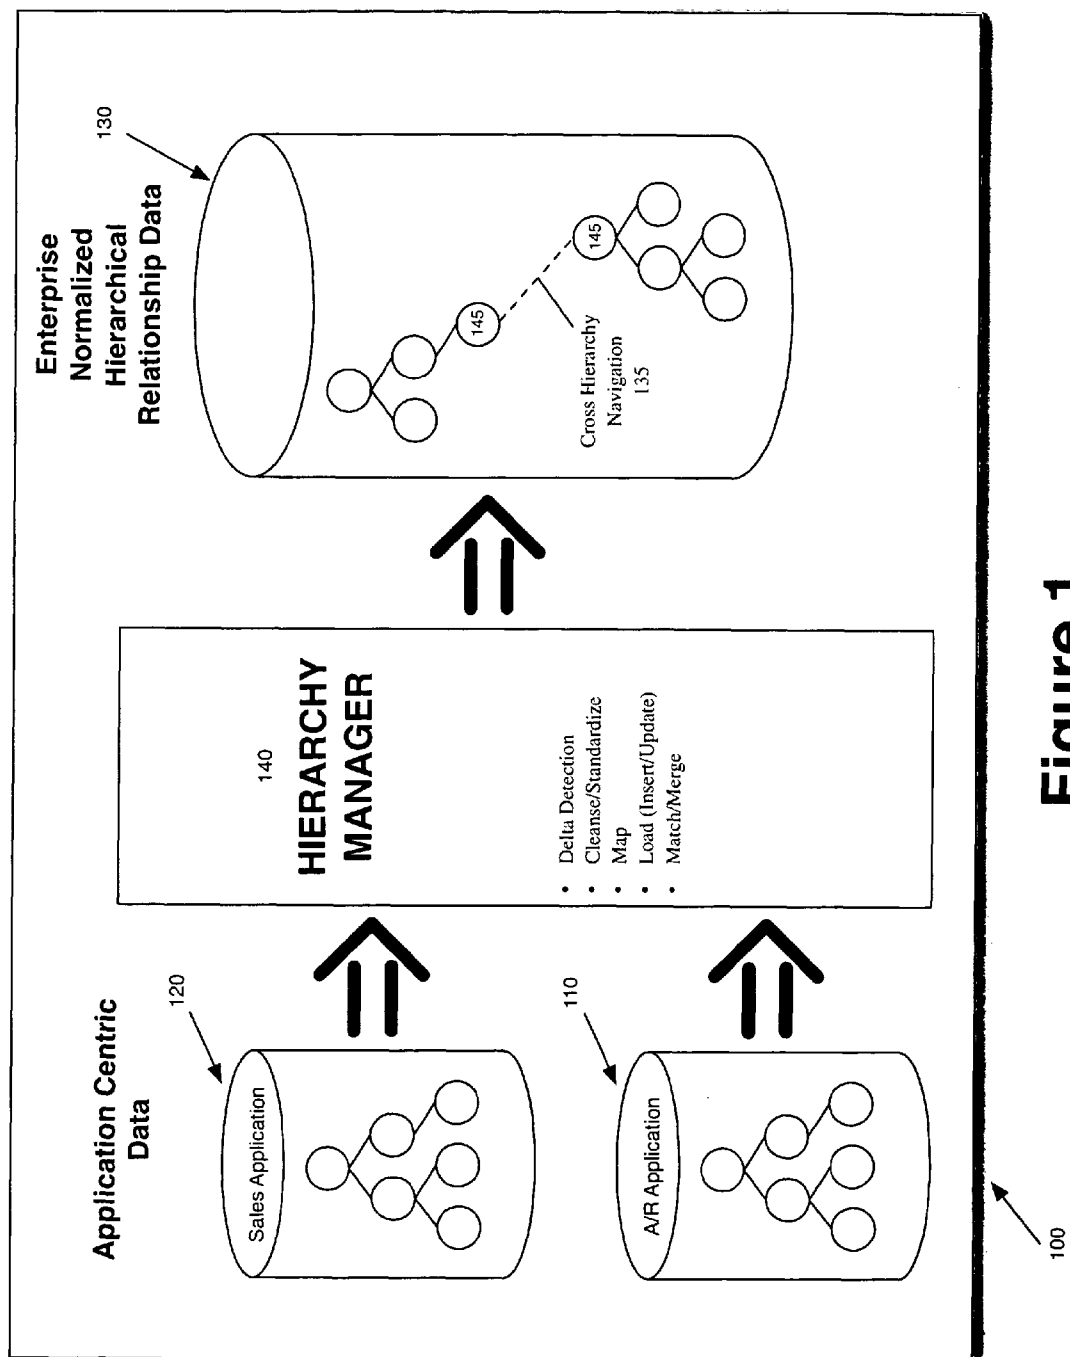 Application Centric
Data
120
Sales Application
110
A/R Application
100
140
HIERARCHY
MANAGER
• Delta Detection
• Cleanse/Standardize
• Map
• Load (Insert/Update)
• Match/Merge
Enterprise
Normalized
Hierarchical
Relationship Data
130
145
145
Cross Hierarchy
Navigation
135
Figure 1